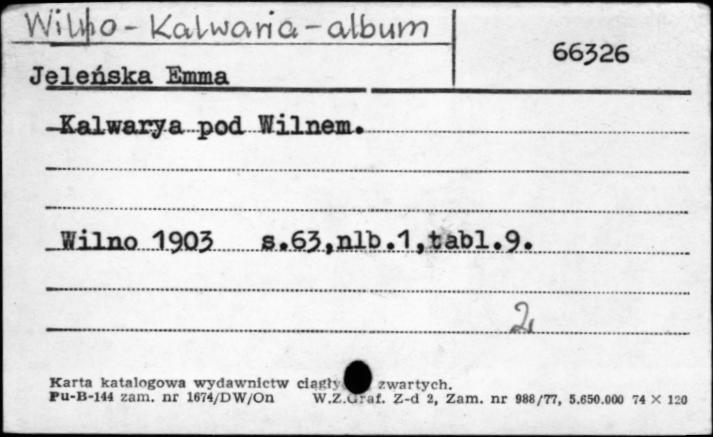 Wilno - Kalwaria - album
66326
Jeleńska Emma
Kalwarya pod Wilnem.
Wilno 1903 s.63,nlb.1,tabl.9.
2
Karta katalogowa wydawnictw zwartych.
Pu-B-144 zam. nr 1674/DW/On W.Z.Graf. Z-d 2, Zam. nr 988/77, 5.650.000 74 × 120